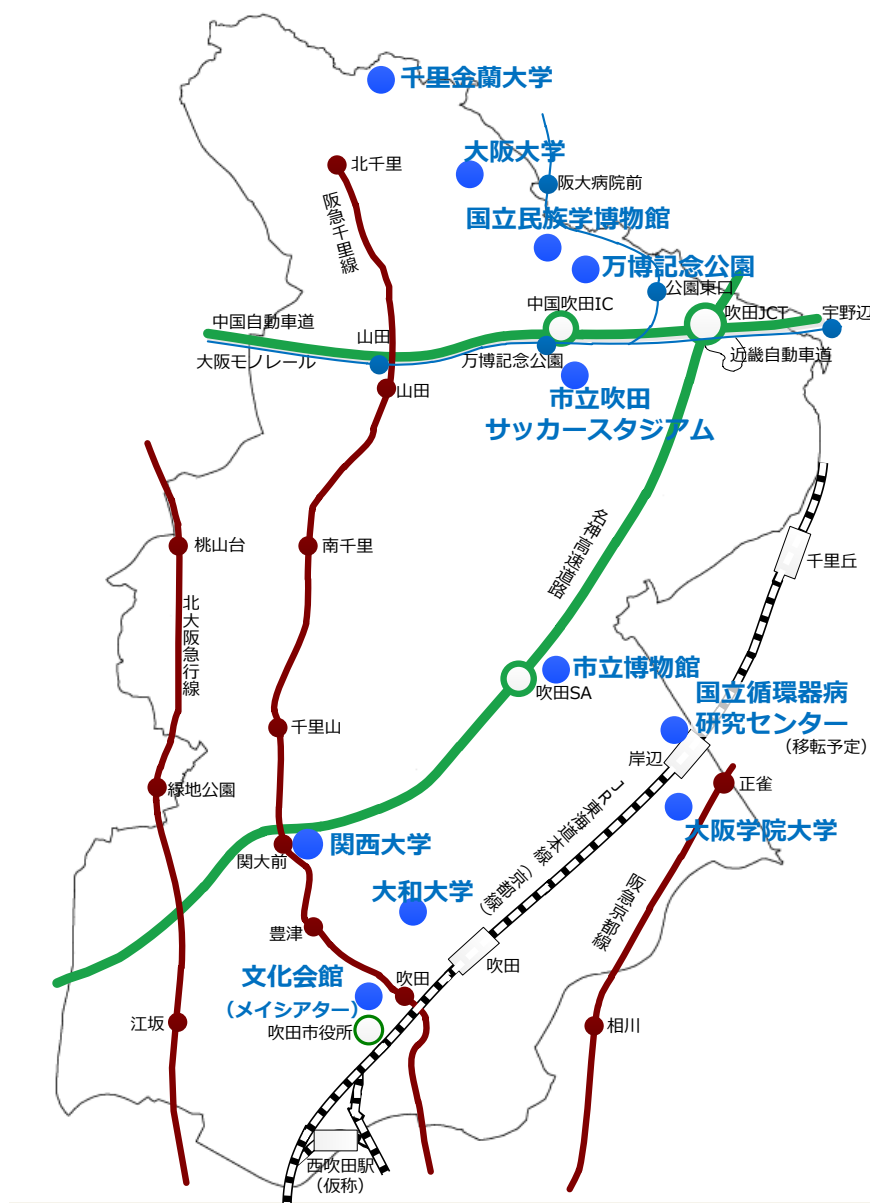 千里金蘭大学
大阪大学
北千里
阪大病院前
阪急千里線
国立民族学博物館
万博記念公園
公園東口
中国吹田IC
吹田JCT
宇野辺
中国自動車道
山田
大阪モノレール
万博記念公園
近畿自動車道
山田
市立吹田
サッカースタジアム
名神高速道路
桃山台
南千里
千里丘
北大阪急行線
市立博物館
吹田SA
国立循環器病
研究センター
（移転予定）
千里山
岸辺
正雀
緑地公園
ＪＲ東海道本線（京都線）
大阪学院大学
関西大学
関大前
大和大学
阪急京都線
豊津
吹田
文化会館
（メイシアター）
吹田
吹田市役所
江坂
相川
西吹田駅
（仮称）